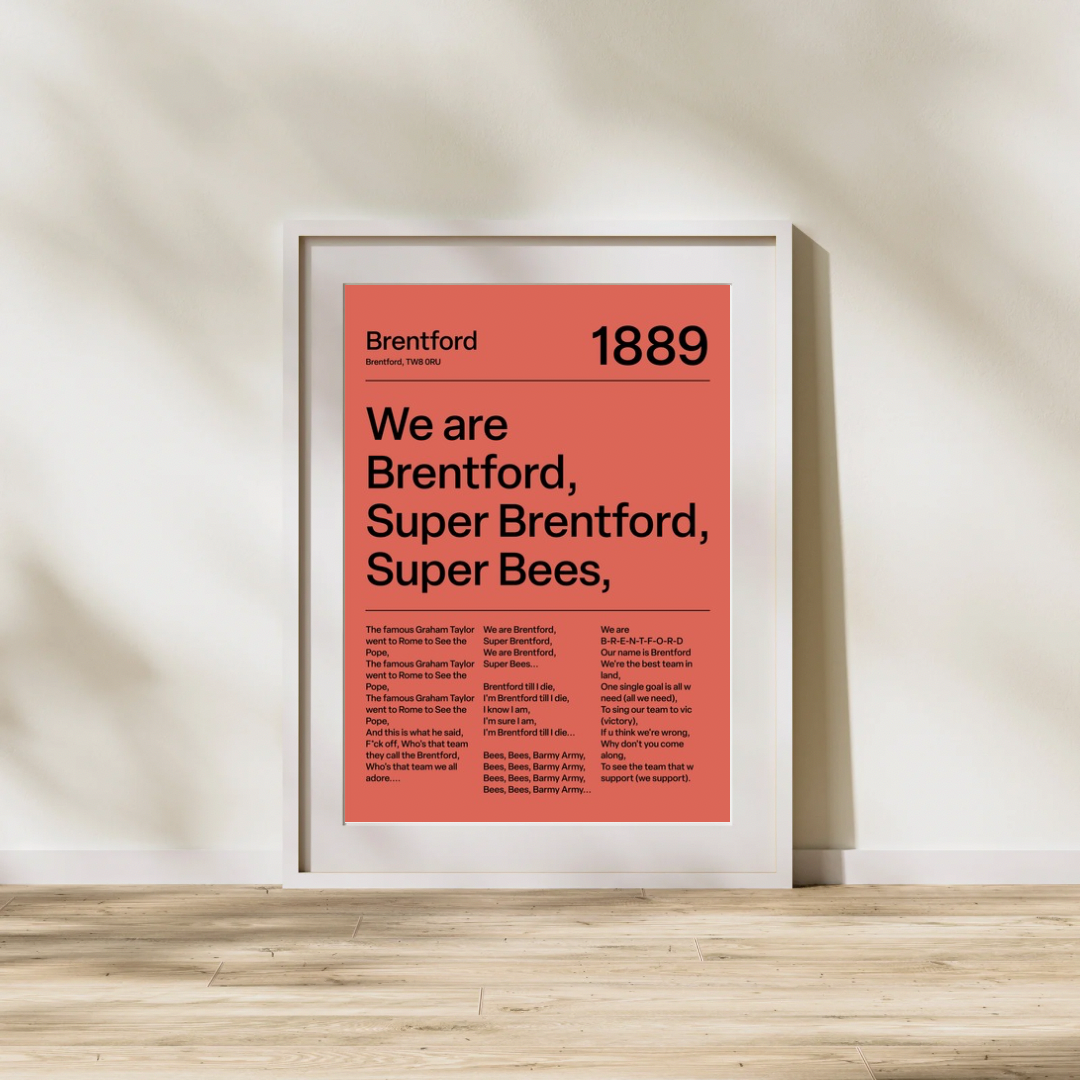 Brentford
Brentford, TW8 0RU
1889
We are
Brentford,
Super Brentford,
Super Bees,
The famous Graham Taylor
went to Rome to See the
Pope,
The famous Graham Taylor
went to Rome to See the
Pope,
The famous Graham Taylor
went to Rome to See the
Pope,
And this is what he said,
F*ck off, Who's that team
they call the Brentford,
Who's that team we all
adore....
We are Brentford,
Super Brentford,
We are Brentford,
Super Bees...
Brentford till I die,
I'm Brentford till I die,
I know I am,
I'm sure I am,
I'm Brentford till I die...
Bees, Bees, Barmy Army,
Bees, Bees, Barmy Army,
Bees, Bees, Barmy Army,
Bees, Bees, Barmy Army...
We are
B-R-E-N-T-F-O-R-D
Our name is Brentford
We're the best team in
land,
One single goal is all w
need (all we need),
To sing our team to vic
(victory),
If u think we're wrong,
Why don't you come
along,
To see the team that w
support (we support).